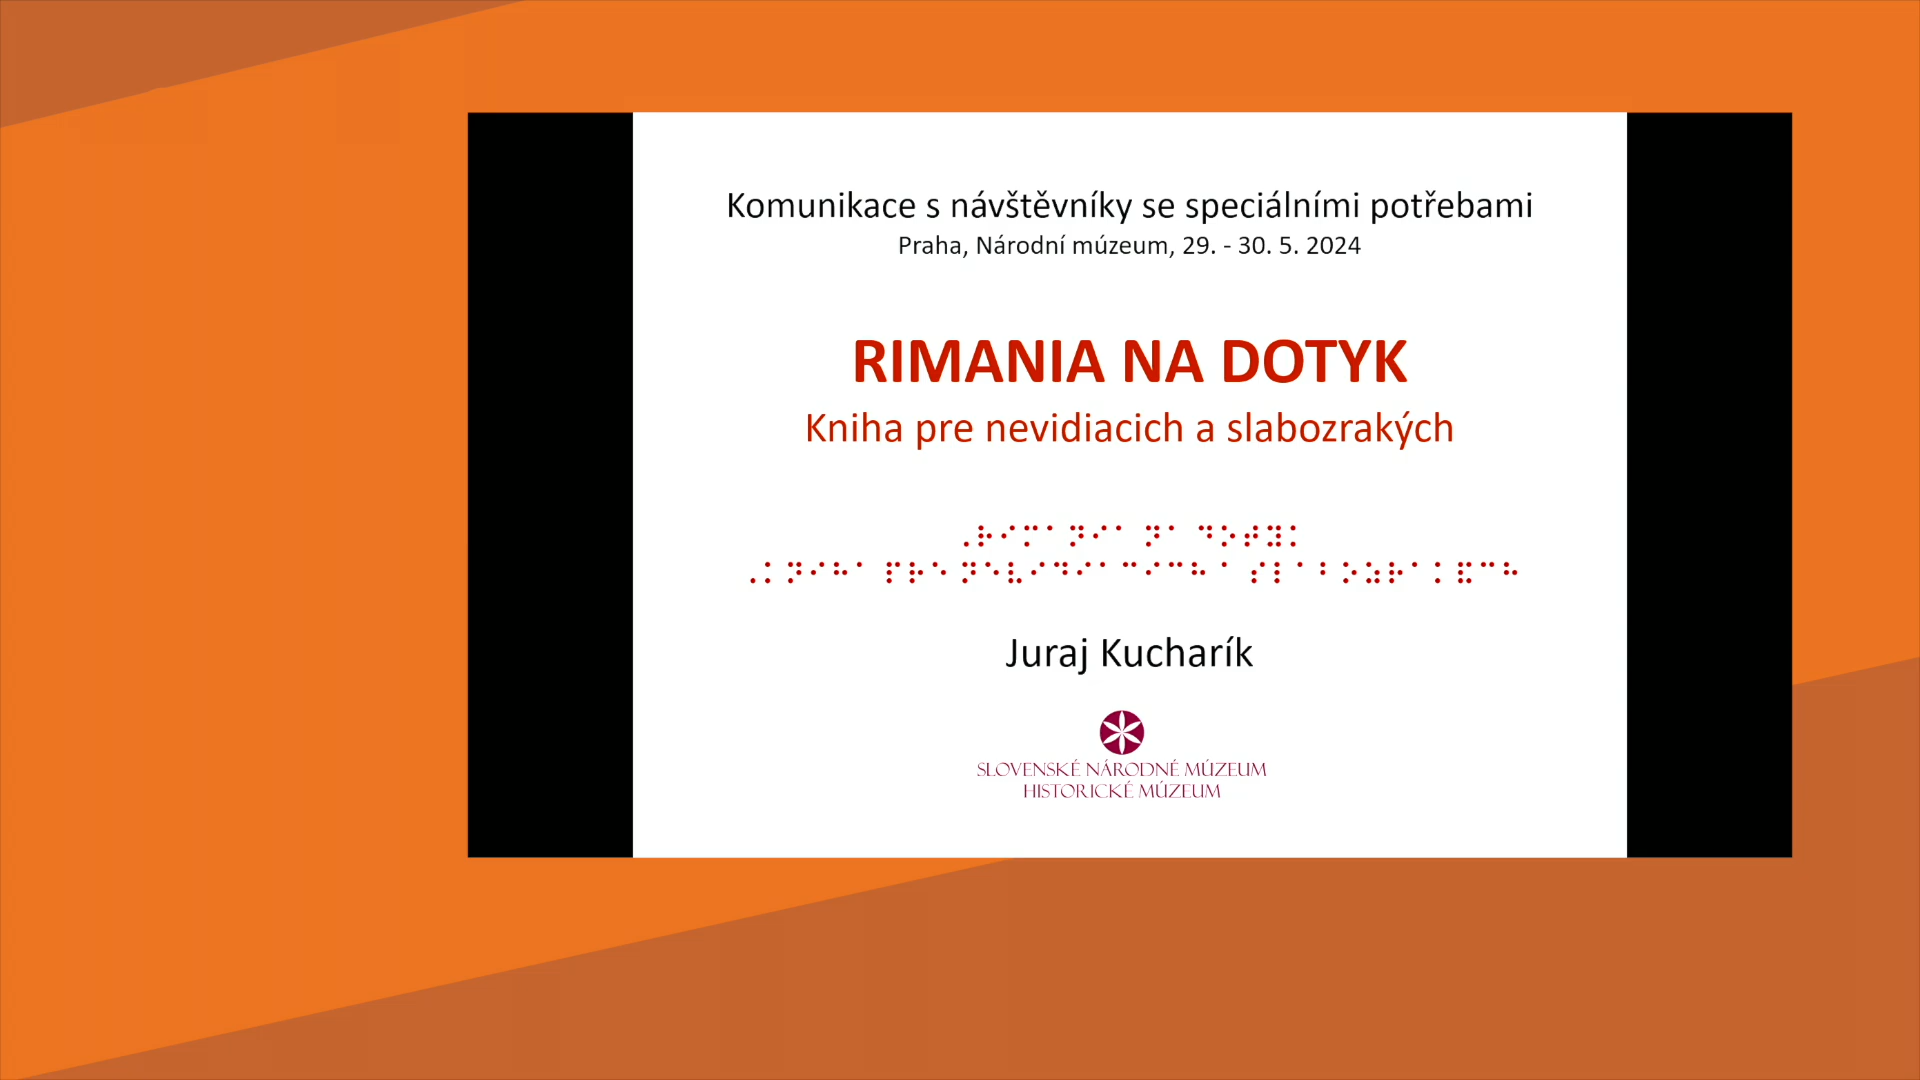 Komunikace s návštěvníky se speciálními potřebami
Praha, Národní múzeum, 29. - 30. 5. 2024
RIMANIA NA DOTYK
Kniha pre nevidiacich a slabozrakých
⠠⠗⠊⠍⠁⠝⠊⠁ ⠝⠁ ⠙⠕⠞⠽⠅
⠠⠅⠝⠊⠓⠁ ⠏⠗⠑ ⠝⠑⠧⠊⠙⠊⠁⠉⠊⠉⠓ ⠁ ⠎⠇⠁⠃⠕⠵⠗⠁⠅⠯⠉⠓
Juraj Kucharík
SLOVENSKÉ NÁRODNÉ MÚZEUM
HISTORICKÉ MÚZEUM